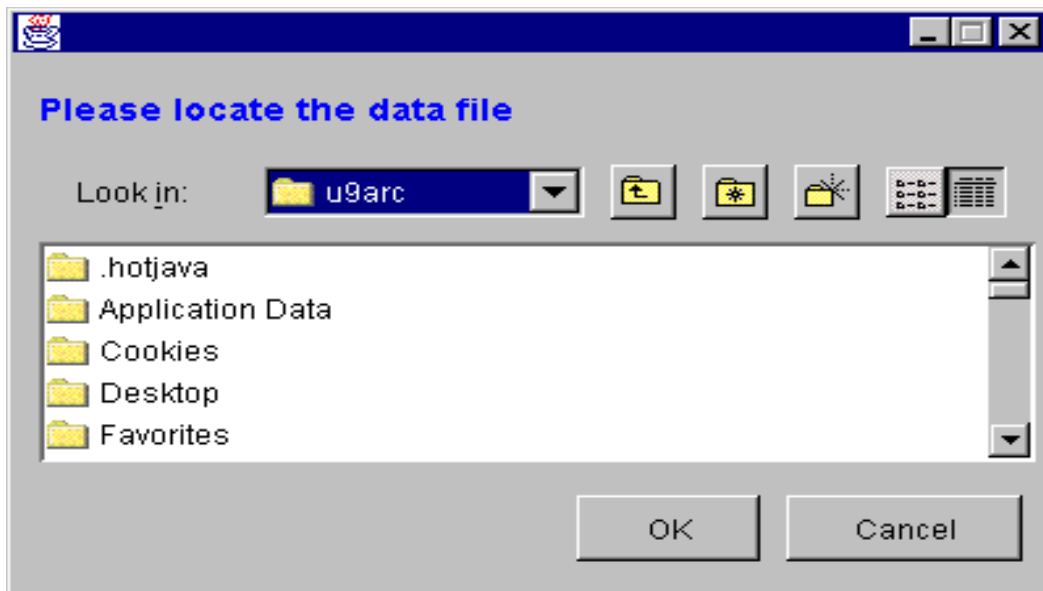 Please locate the data file
Look in: u9arc
.hotjava
Application Data
Cookies
Desktop
Favorites
OK Cancel